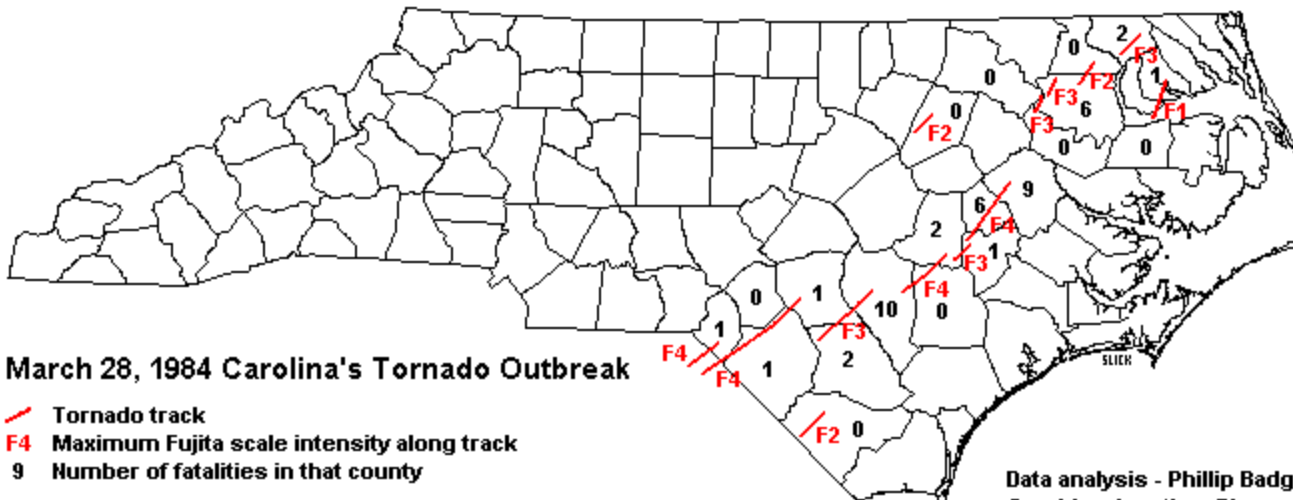 2
0
F3
0
F2
1
F3
6
F1
0
F3
F2
0
0
9
6
2
F4
1
F3
F4
0
1
10
0
1
F3
SLICK
F4
2
1
F4
F2
0
March 28, 1984 Carolina's Tornado Outbreak
Tornado track
F4 Maximum Fujita scale intensity along track
9 Number of fatalities in that county
Data analysis - Phillip Badg